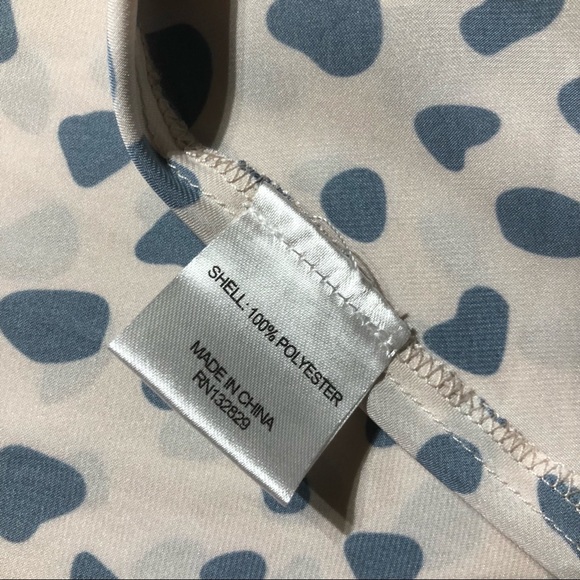 SHELL: 100% POLYESTER
MADE IN CHINA
RN132829